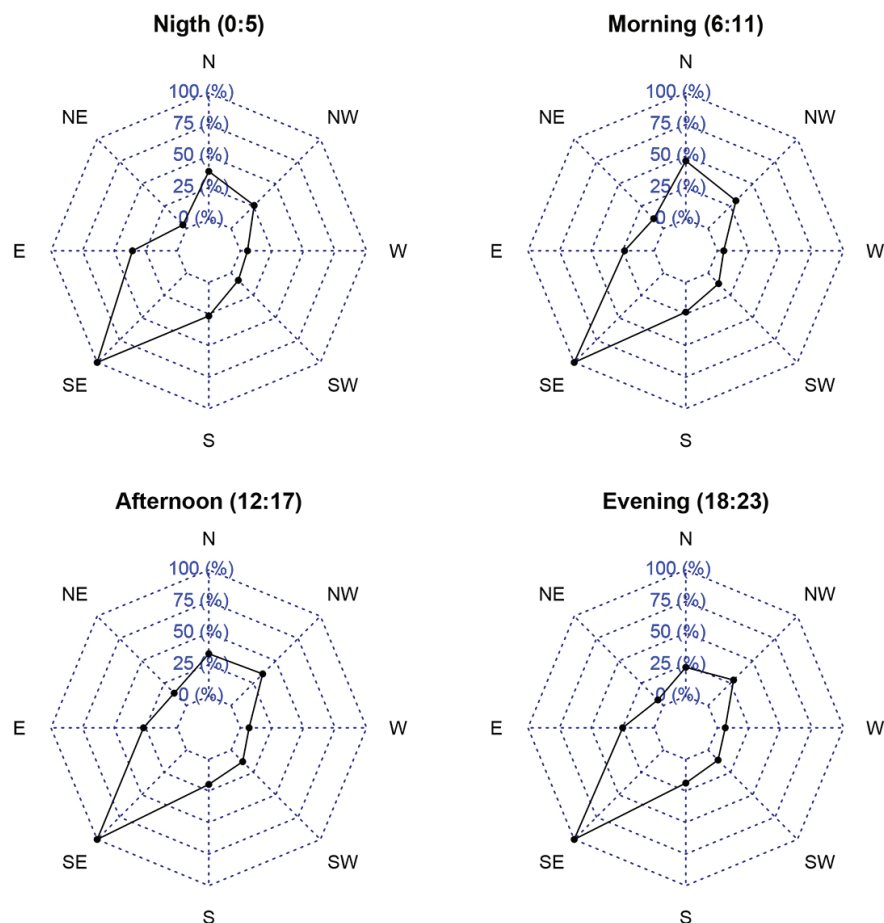 Nigth (0:5)
N
100 (%)
NE
NW
75 (%)
50 (%)
25 (%)
0 (%)
E
W
SE
SW
S
Morning (6:11)
N
100 (%)
NE
NW
75 (%)
50 (%)
25 (%)
0 (%)
E
W
SE
SW
S
Afternoon (12:17)
N
100 (%)
NE
NW
75 (%)
50 (%)
25 (%)
0 (%)
E
W
SE
SW
S
Evening (18:23)
N
100 (%)
NE
NW
75 (%)
50 (%)
25 (%)
0 (%)
E
W
SE
SW
S